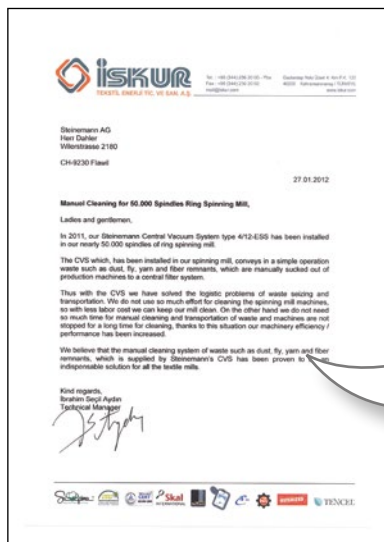 İSKUR
TEKSTİL ENERJİ TİC. VE SAN. A.Ş.
Steinemann AG
Herr Dahler
Wilerstrasse 2180
CH-9230 Flawil
27.01.2012
Manuel Cleaning for 50.000 Spindles Ring Spinning Mill,
Ladies and gentlemen,
In 2011, our Steinemann Central Vacuum System type 4/12-ESS has been installed
in our nearly 50.000 spindles of ring spinning mill.
The CVS which, has been installed in our spinning mill, conveys in a simple operation
waste such as dust, fly, yarn and fiber remnants, which are manually sucked out of
production machines to a central filter system.
Thus with the CVS we have solved the logistic problems of waste seizing and
transportation. We do not use so much effort for cleaning the spinning mill machines,
so with less labor cost we can keep our mill clean. On the other hand we do not need
so much time for manual cleaning and transportation of waste and machines are not
stopped for a long time for cleaning, thanks to this situation our machinery efficiency /
performance has been increased.
We believe that the manual cleaning system of waste such as dust, fly, yarn and fiber
remnants, which is supplied by Steinemann's CVS has been proven to an
indispensable solution for all the textile mills.
Kind regards,
İbrahim Seçil Aydın
Technical Manager
Skal
INTERNATIONAL
TENCEL